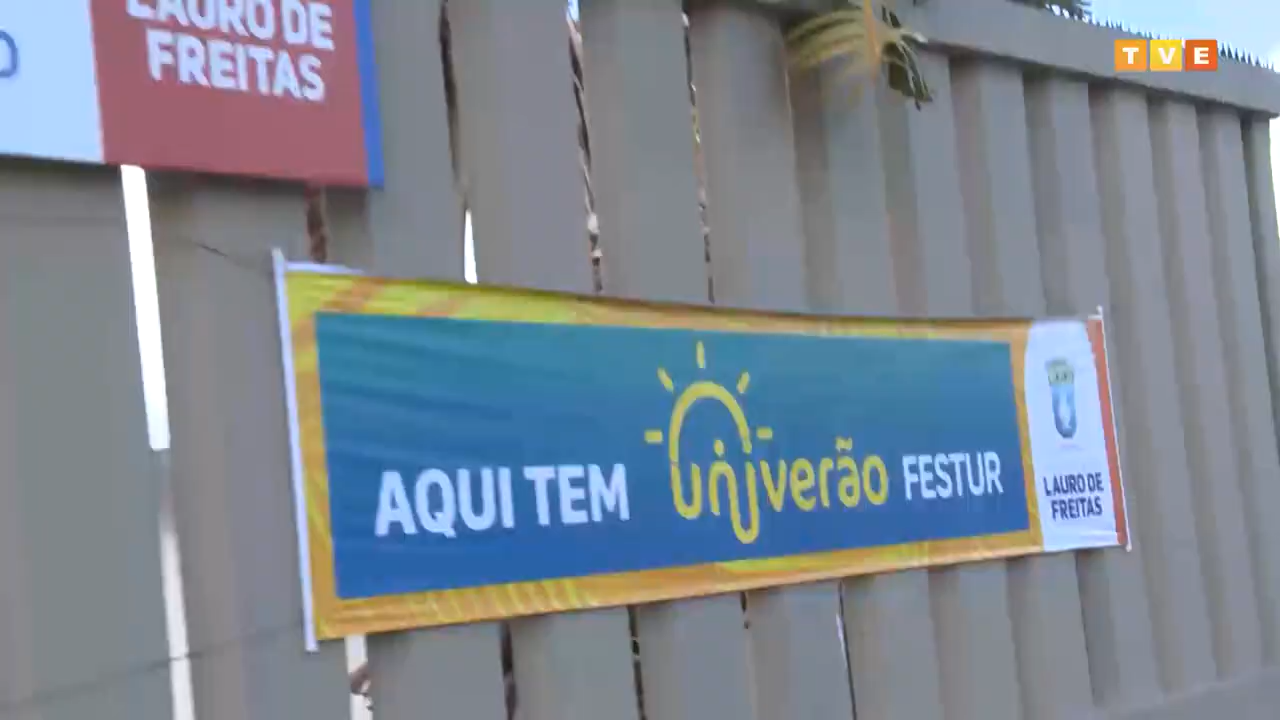 LAURO DE
FREITAS
TVE
AQUI TEM univerão FESTUR
LAURO DE
FREITAS